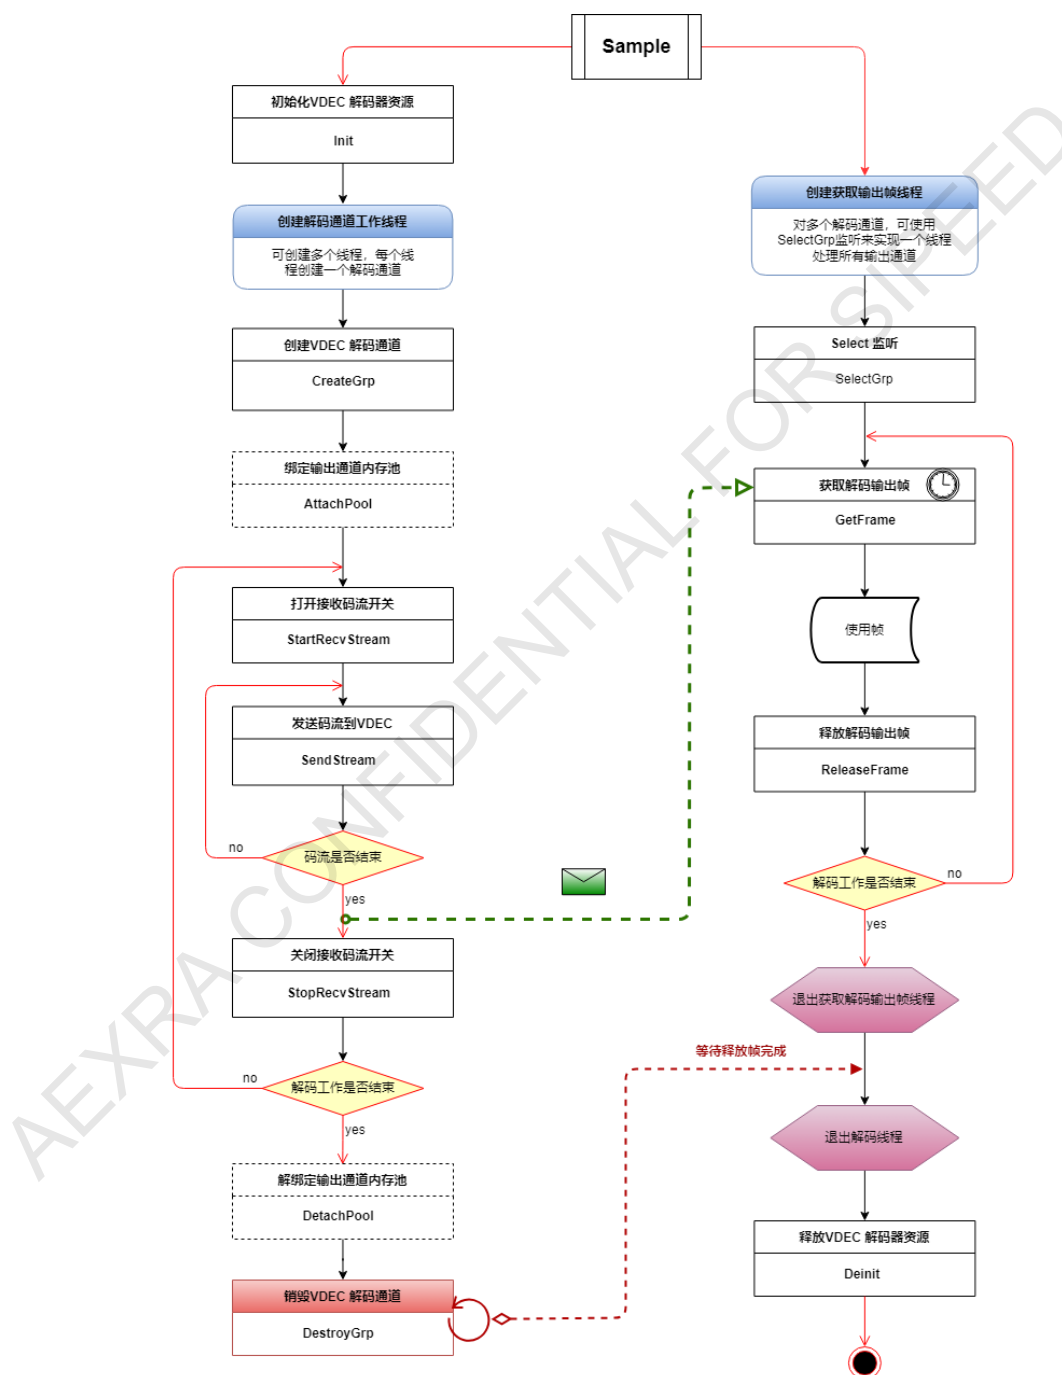 Sample
初始化VDEC 解码器资源
Init
创建解码通道工作线程
可创建多个线程，每个线
程创建一个解码通道
创建VDEC 解码通道
CreateGrp
绑定输出通道内存池
AttachPool
打开接收码流开关
StartRecvStream
发送码流到VDEC
SendStream
码流是否结束
no
yes
关闭接收码流开关
StopRecvStream
解码工作是否结束
no
yes
解绑定输出通道内存池
DetachPool
销毁VDEC 解码通道
DestroyGrp
创建获取输出帧线程
对多个解码通道，可使用
SelectGrp监听来实现一个线程
处理所有输出通道
Select 监听
SelectGrp
获取解码输出帧
GetFrame
使用帧
释放解码输出帧
ReleaseFrame
解码工作是否结束
no
yes
退出获取解码输出帧线程
等待释放帧完成
退出解码线程
释放VDEC 解码器资源
Deinit
AEXRA CONFIDENTIAL FOR SIPEED